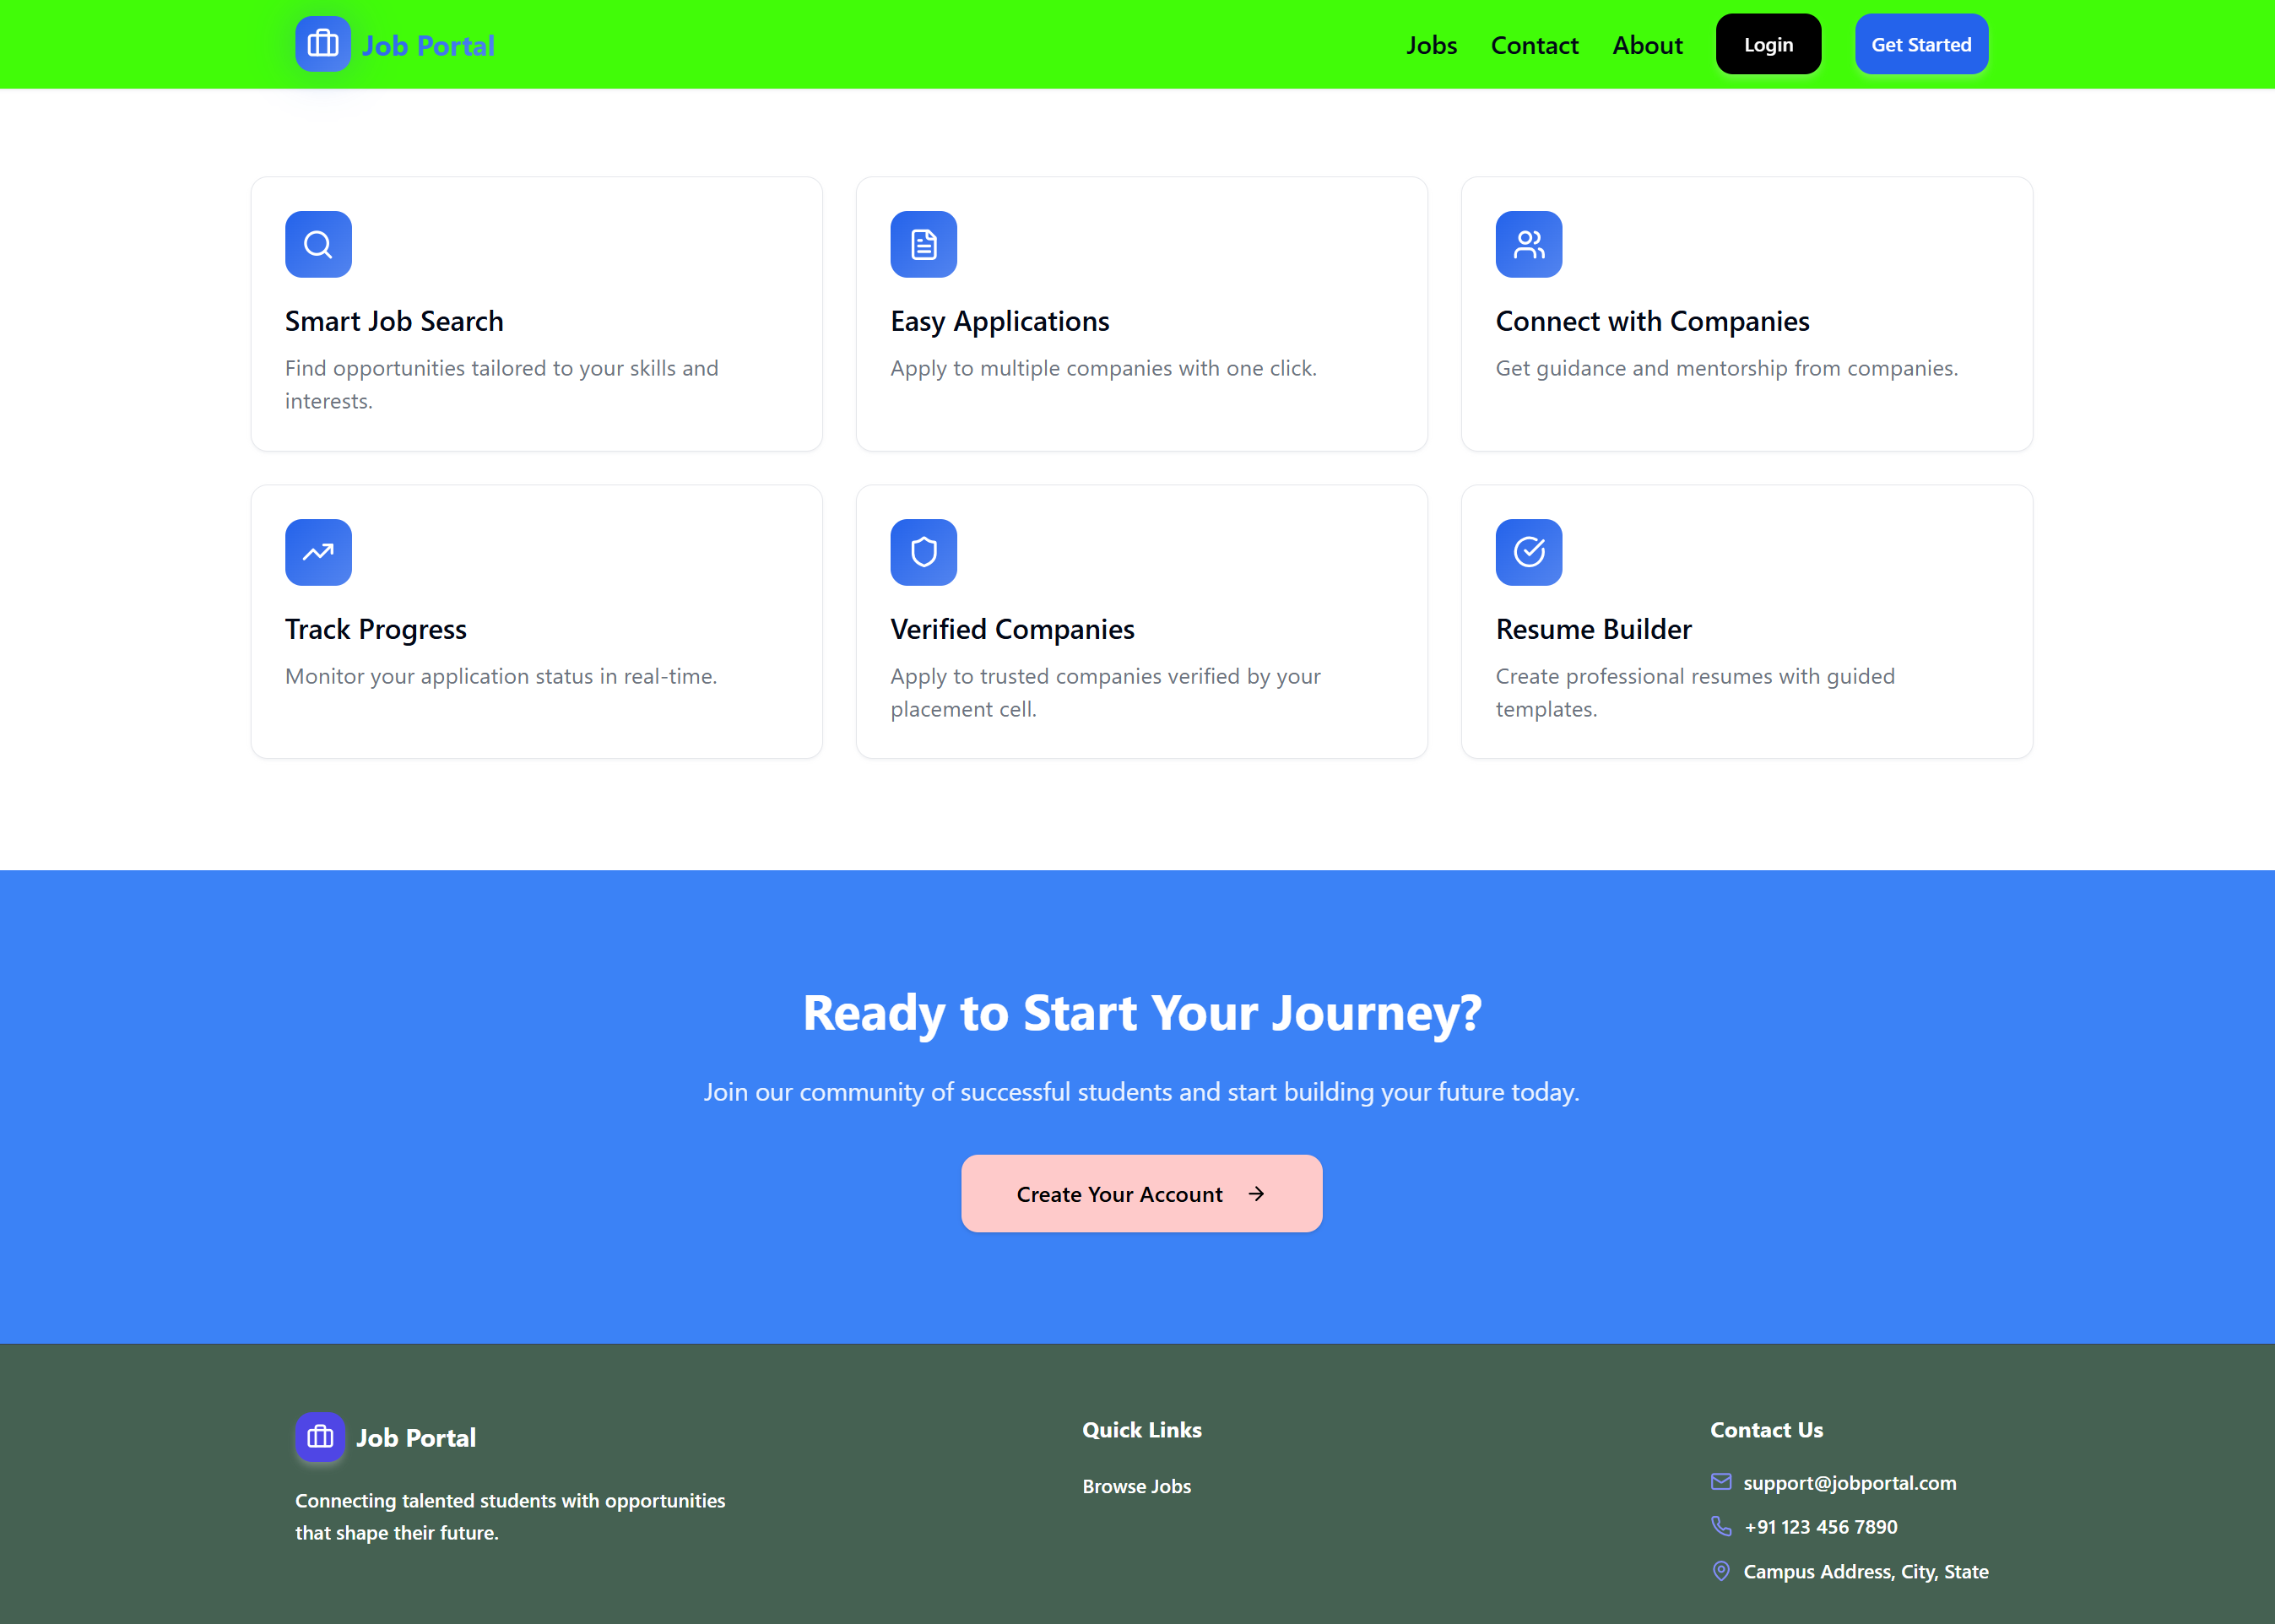 Job Portal
Jobs
Contact
About
Login
Get Started
Smart Job Search
Find opportunities tailored to your skills and
interests.
Easy Applications
Apply to multiple companies with one click.
Connect with Companies
Get guidance and mentorship from companies.
Track Progress
Monitor your application status in real-time.
Verified Companies
Apply to trusted companies verified by your
placement cell.
Resume Builder
Create professional resumes with guided
templates.
Ready to Start Your Journey?
Join our community of successful students and start building your future today.
Create Your Account
Job Portal
Connecting talented students with opportunities
that shape their future.
Quick Links
Browse Jobs
Contact Us
support@jobportal.com
+91 123 456 7890
Campus Address, City, State